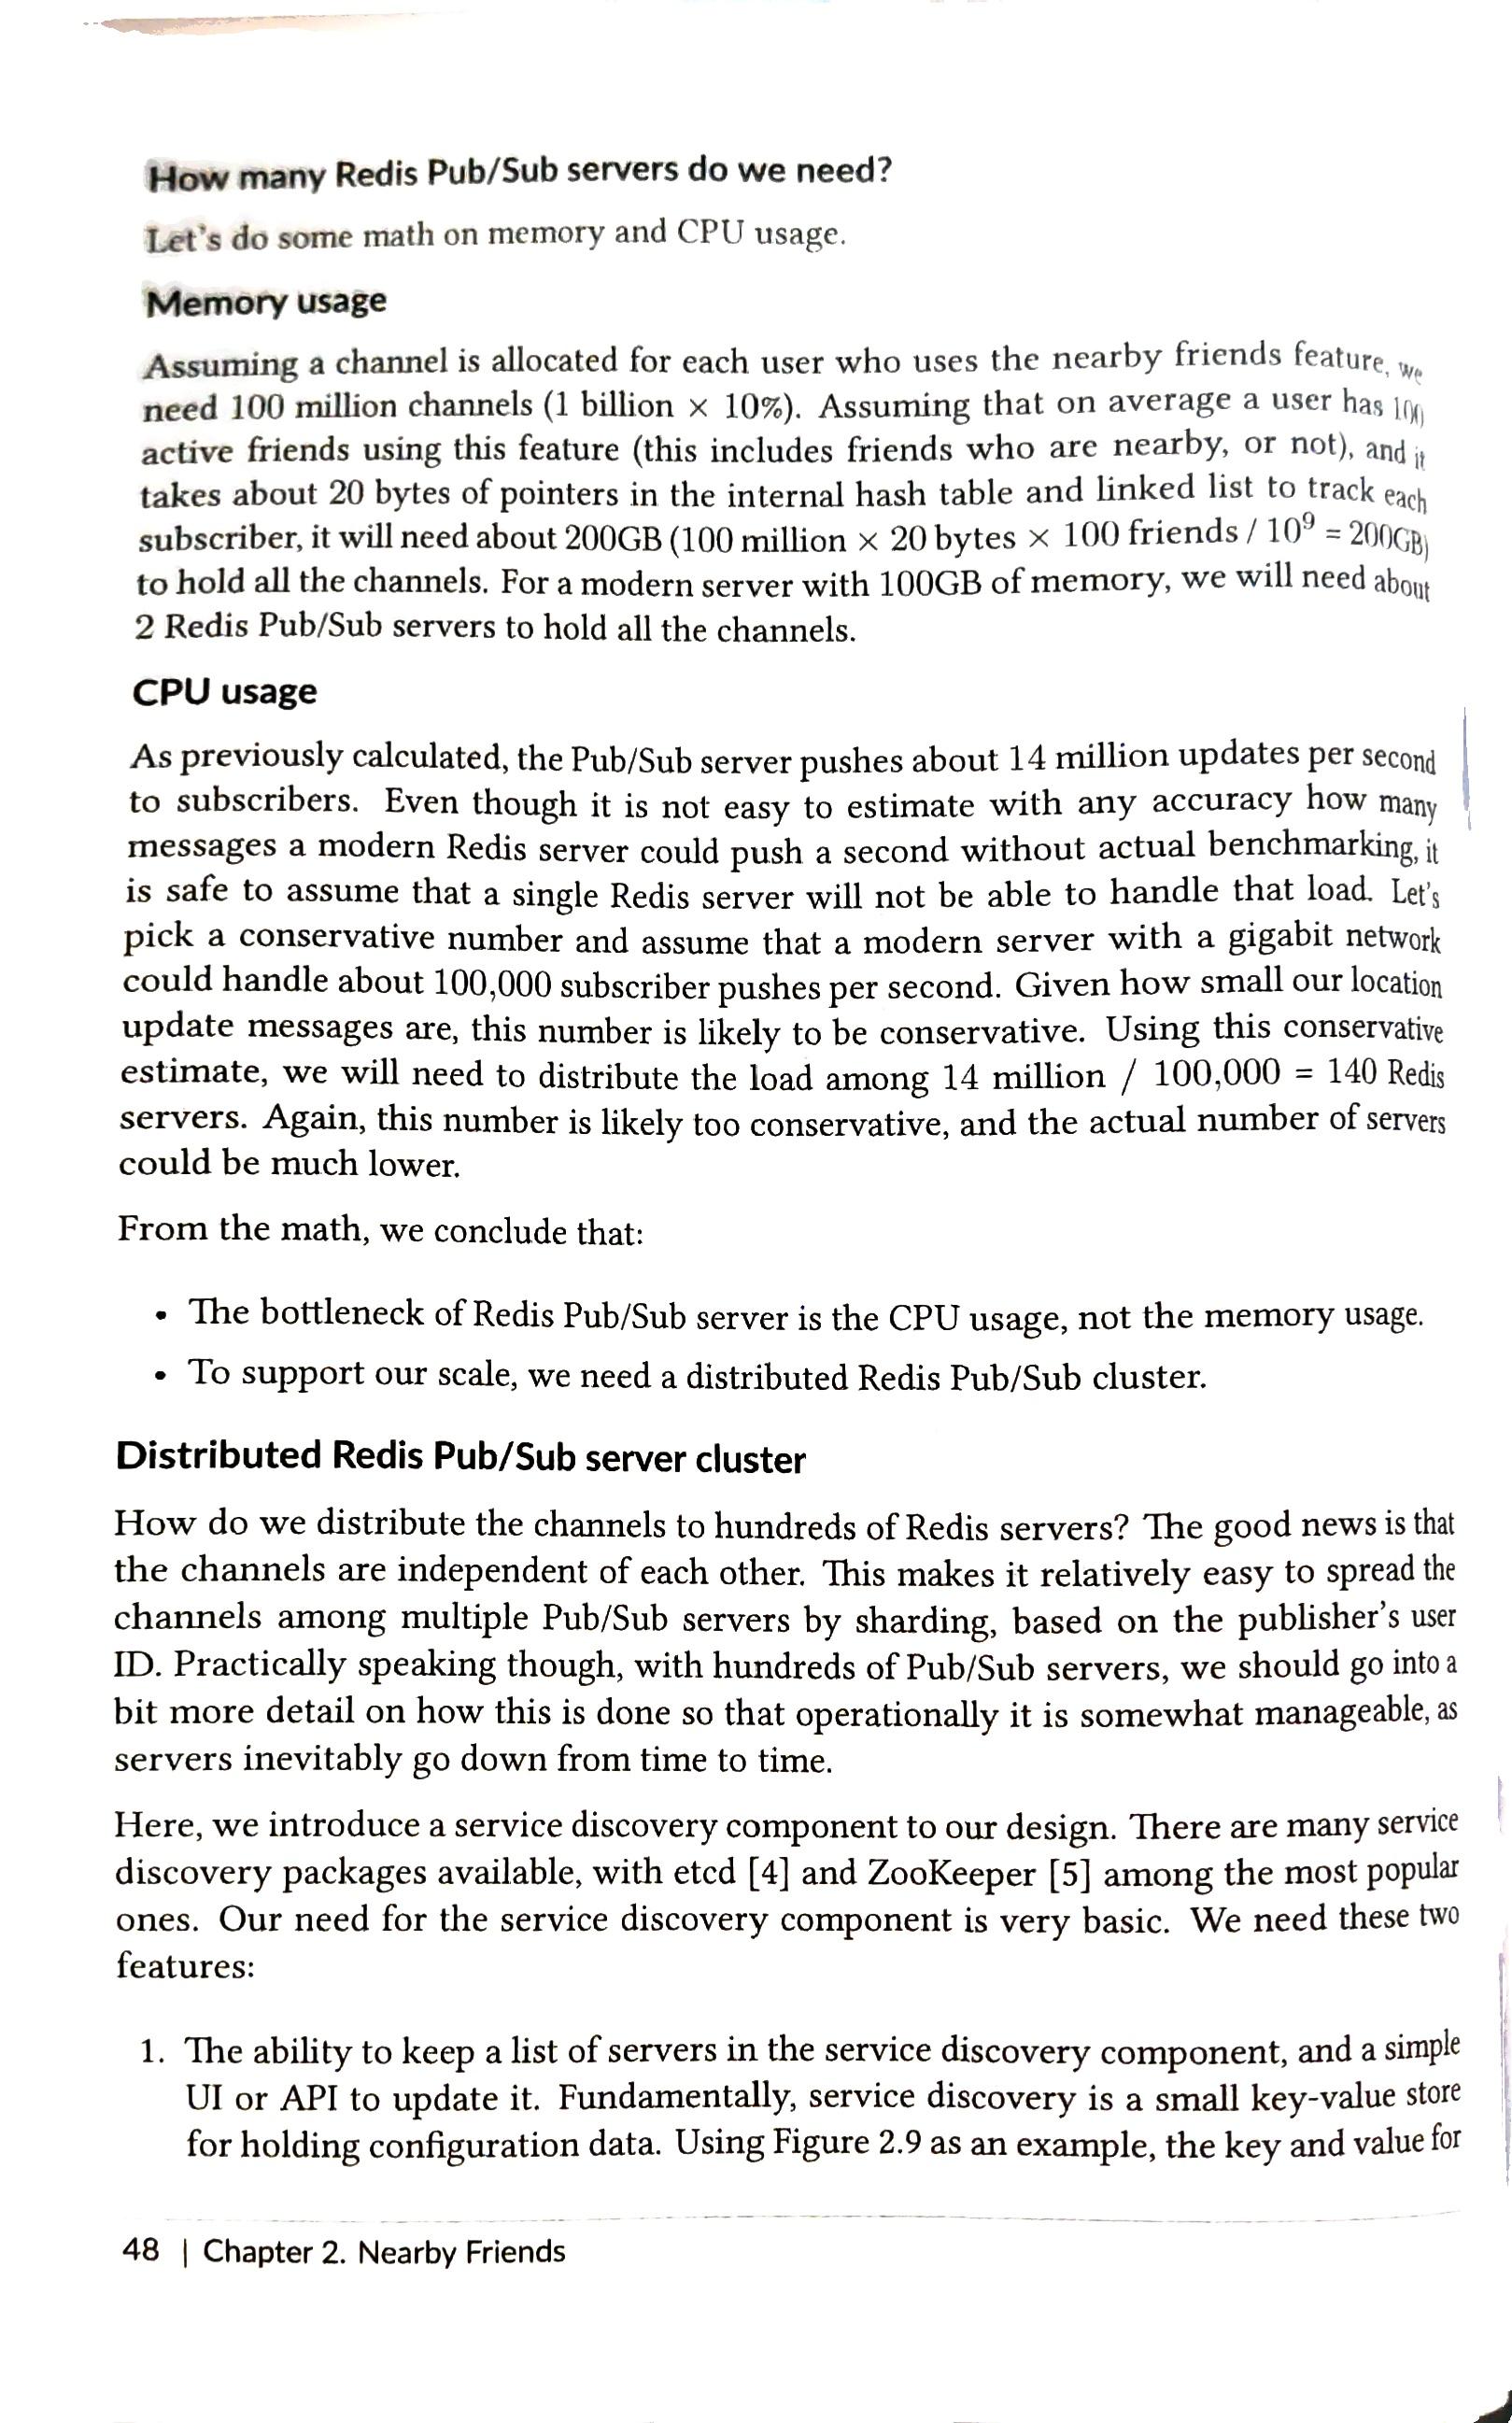 How many Redis Pub/Sub servers do we need?
Let's do some math on memory and CPU usage.
Memory usage
Assuming a channel is allocated for each user who uses the nearby friends feature, we
need 100 million channels (1 billion × 10%). Assuming that on average a user has 100
active friends using this feature (this includes friends who are nearby, or not), and it
takes about 20 bytes of pointers in the internal hash table and linked list to track each
subscriber, it will need about 200GB (100 million × 20 bytes × 100 friends / 10⁹ = 200GB)
to hold all the channels. For a modern server with 100GB of memory, we will need about
2 Redis Pub/Sub servers to hold all the channels.
CPU usage
As previously calculated, the Pub/Sub server pushes about 14 million updates per second
to subscribers. Even though it is not easy to estimate with any accuracy how many
messages a modern Redis server could push a second without actual benchmarking, it
is safe to assume that a single Redis server will not be able to handle that load. Let's
pick a conservative number and assume that a modern server with a gigabit network
could handle about 100,000 subscriber pushes per second. Given how small our location
update messages are, this number is likely to be conservative. Using this conservative
estimate, we will need to distribute the load among 14 million / 100,000 = 140 Redis
servers. Again, this number is likely too conservative, and the actual number of servers
could be much lower.
From the math, we conclude that:
• The bottleneck of Redis Pub/Sub server is the CPU usage, not the memory usage.
• To support our scale, we need a distributed Redis Pub/Sub cluster.
Distributed Redis Pub/Sub server cluster
How do we distribute the channels to hundreds of Redis servers? The good news is that
the channels are independent of each other. This makes it relatively easy to spread the
channels among multiple Pub/Sub servers by sharding, based on the publisher's user
ID. Practically speaking though, with hundreds of Pub/Sub servers, we should go into a
bit more detail on how this is done so that operationally it is somewhat manageable, as
servers inevitably go down from time to time.
Here, we introduce a service discovery component to our design. There are many service
discovery packages available, with etcd [4] and ZooKeeper [5] among the most popular
ones. Our need for the service discovery component is very basic. We need these two
features:
1. The ability to keep a list of servers in the service discovery component, and a simple
UI or API to update it. Fundamentally, service discovery is a small key-value store
for holding configuration data. Using Figure 2.9 as an example, the key and value for
48 | Chapter 2. Nearby Friends